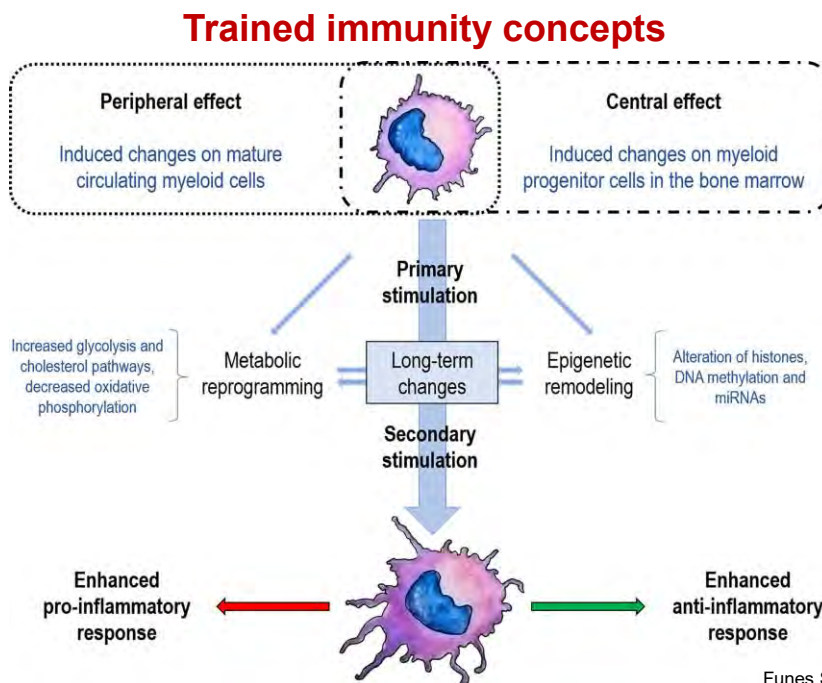 Trained immunity concepts
Peripheral effect
Induced changes on mature
circulating myeloid cells
Central effect
Induced changes on myeloid
progenitor cells in the bone marrow
Primary
stimulation
Increased glycolysis and
cholesterol pathways,
decreased oxidative
phosphorylation
Metabolic
reprogramming
Long-term
changes
Epigenetic
remodeling
Alteration of histones,
DNA methylation and
miRNAs
Secondary
stimulation
Enhanced
pro-inflammatory
response
Enhanced
anti-inflammatory
response
Funes